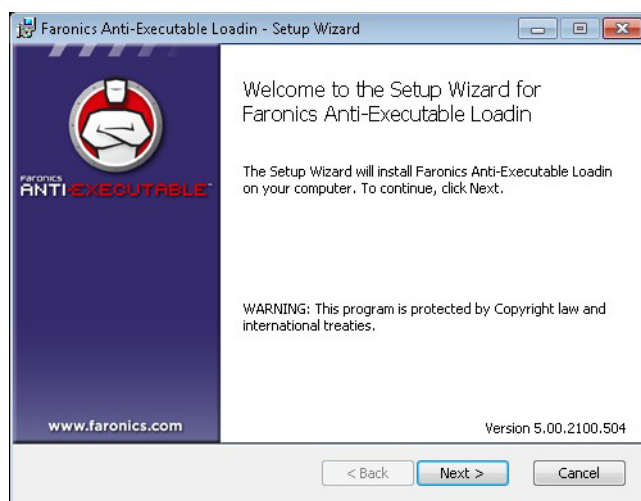 Faronics Anti-Executable Loadin - Setup Wizard
Welcome to the Setup Wizard for
Faronics Anti-Executable Loadin
The Setup Wizard will install Faronics Anti-Executable Loadin
on your computer. To continue, click Next.
FARONICS
ANTI-EXECUTABLE
WARNING: This program is protected by Copyright law and
international treaties.
www.faronics.com
Version 5.00.2100.504
< Back
Next >
Cancel